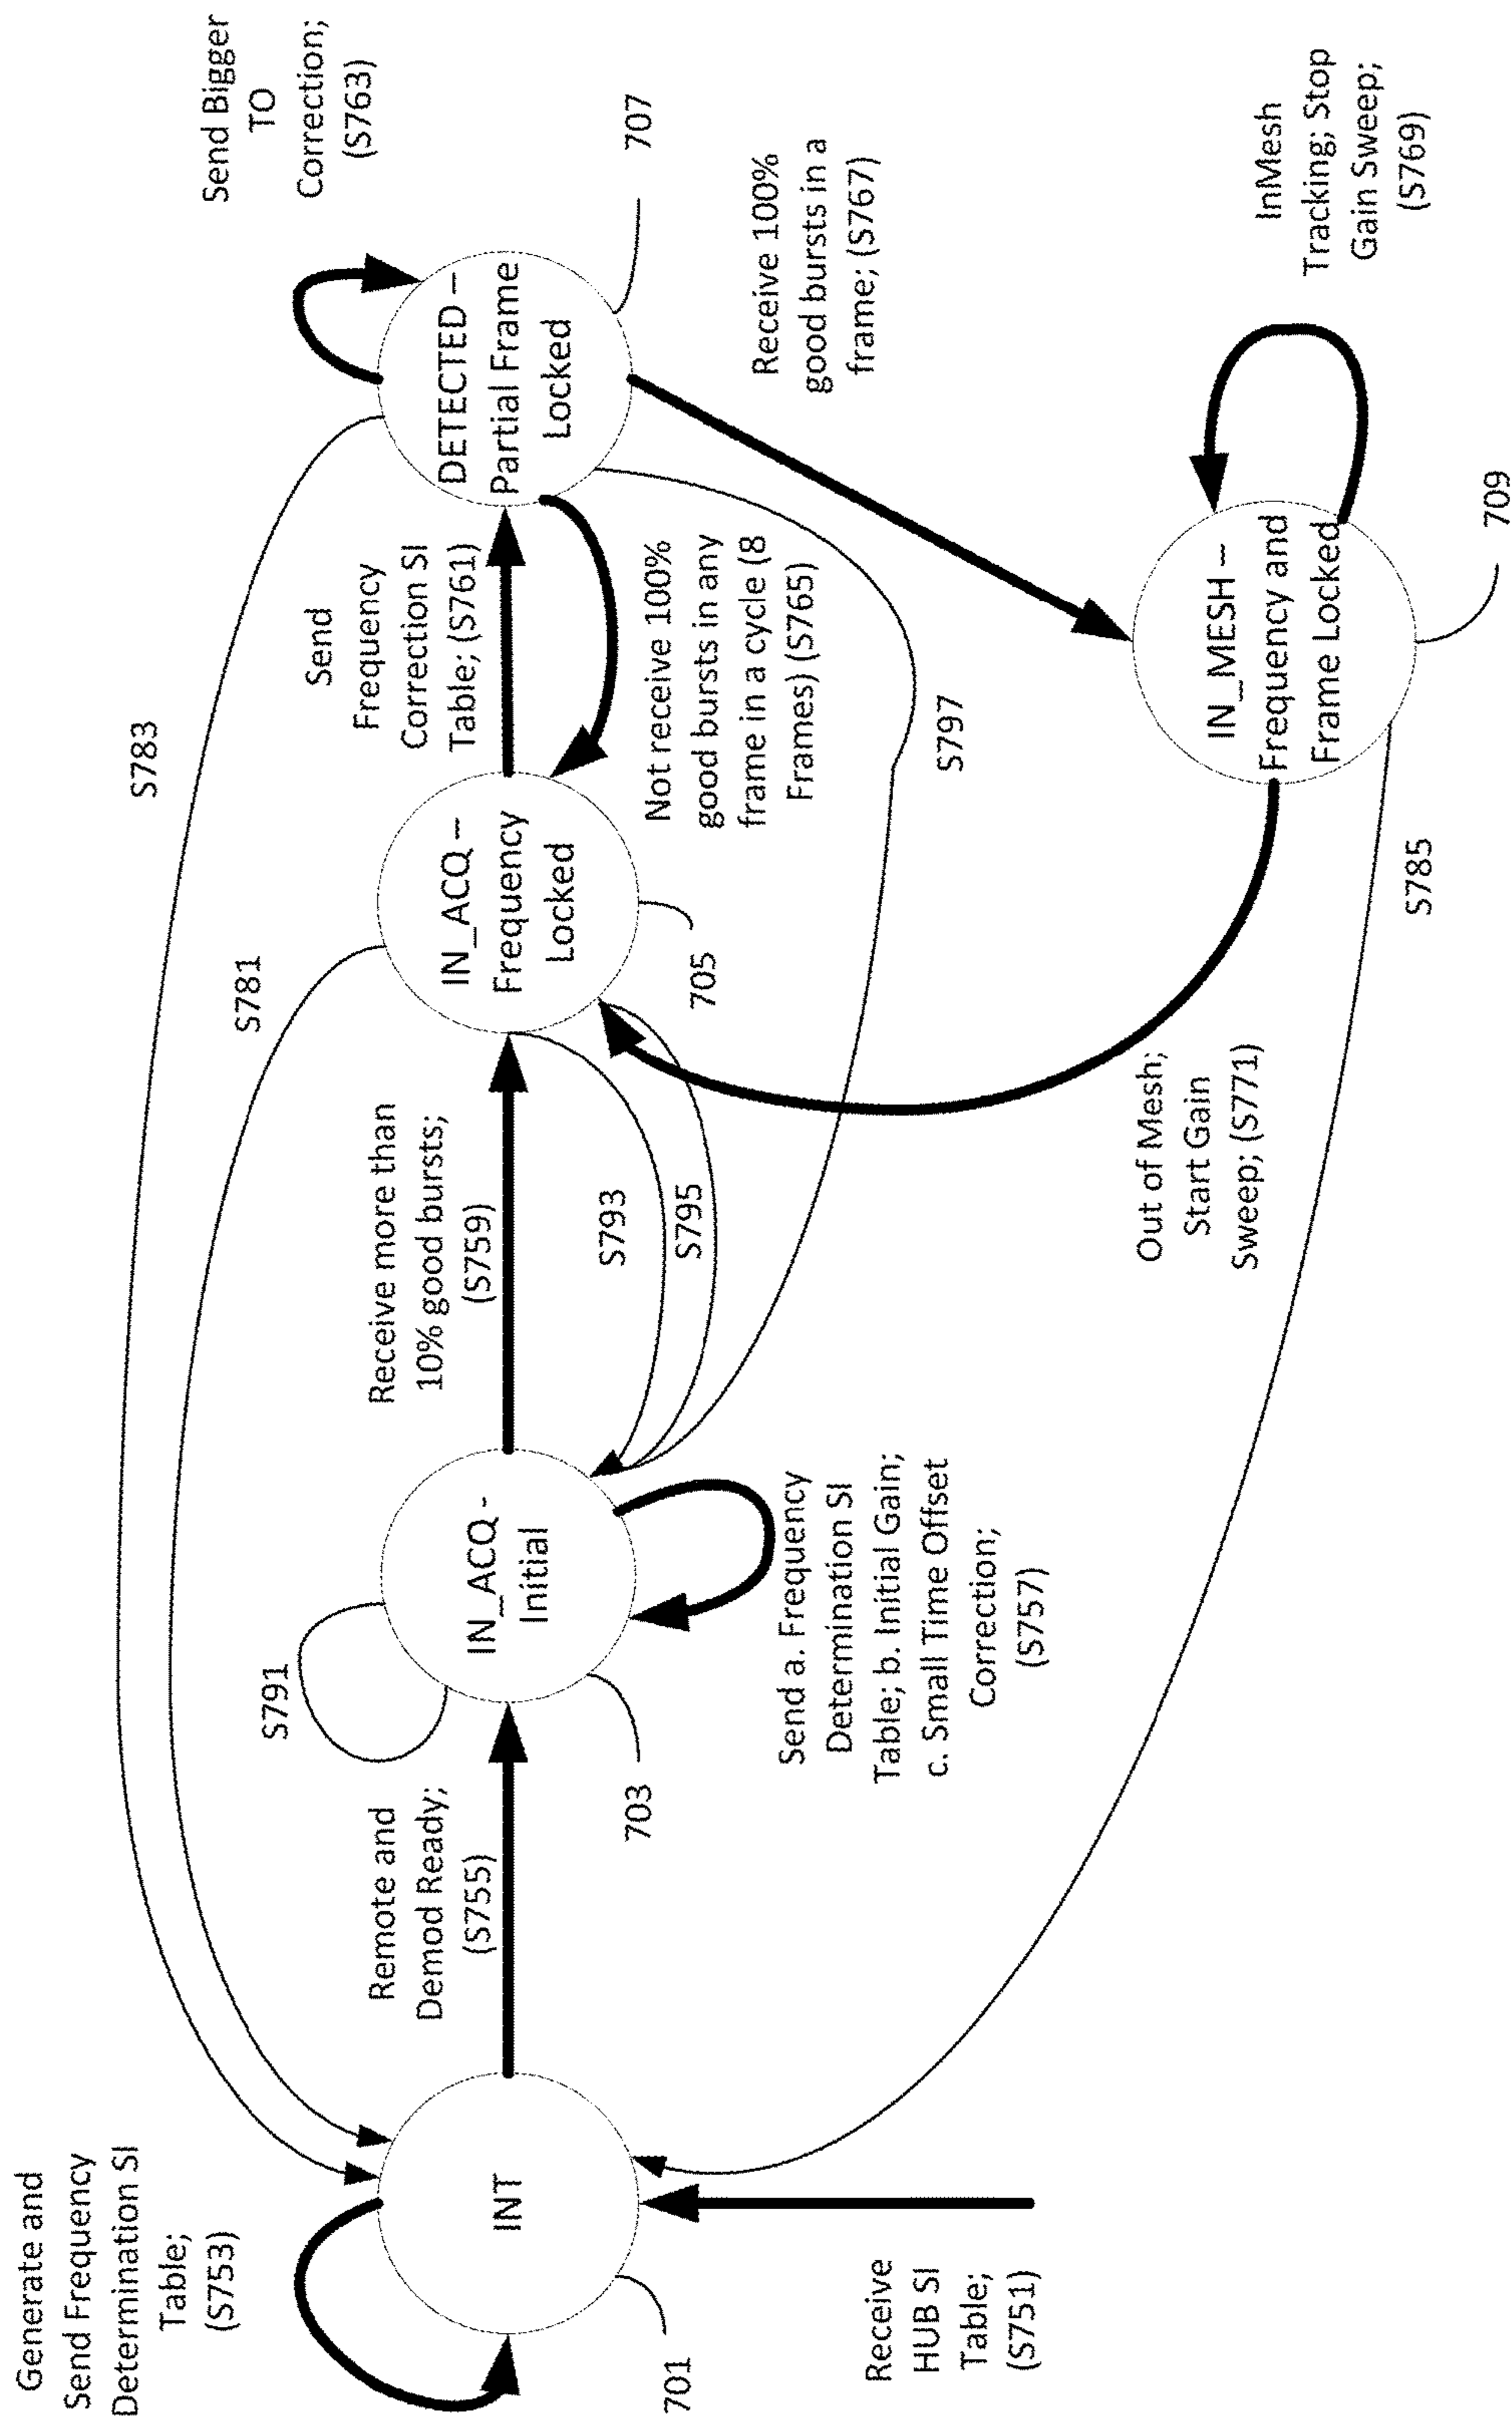 Generate and
Send Frequency
Determination SI
Table;
(S753)
INT
701
Receive
HUB SI
Table;
(S751)
Remote and
Demod Ready;
(S755)
S791
IN_ACQ -
Initial
703
Send a. Frequency
Determination SI
Table; b. Initial Gain;
c. Small Time Offset
Correction;
(S757)
Receive more than
10% good bursts;
(S759)
S793
S795
S781
S783
IN_ACQ –
Frequency
Locked
705
Send
Frequency
Correction SI
Table; (S761)
Not receive 100%
good bursts in any
frame in a cycle (8
Frames) (S765)
S797
DETECTED –
Partial Frame
Locked
707
Send Bigger
TO
Correction;
(S763)
Receive 100%
good bursts in a
frame; (S767)
IN_MESH –
Frequency and
Frame Locked
709
InMesh
Tracking; Stop
Gain Sweep;
(S769)
Out of Mesh;
Start Gain
Sweep; (S771)
S785